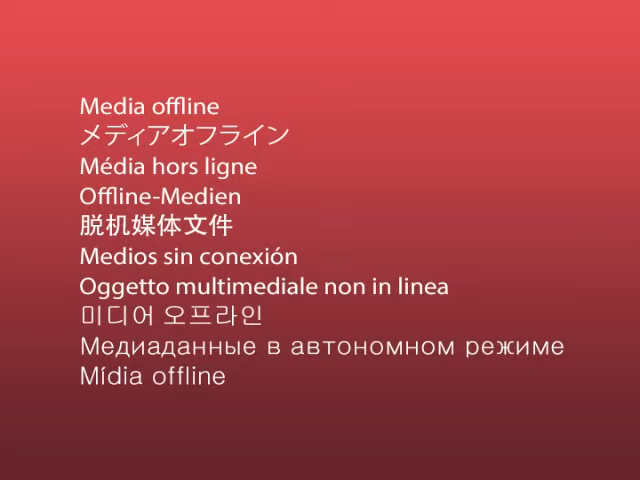 Media offline
メディアオフライン
Média hors ligne
Offline-Medien
脱机媒体文件
Medios sin conexión
Oggetto multimediale non in linea
미디어 오프라인
Медиаданные в автономном режиме
Mídia offline